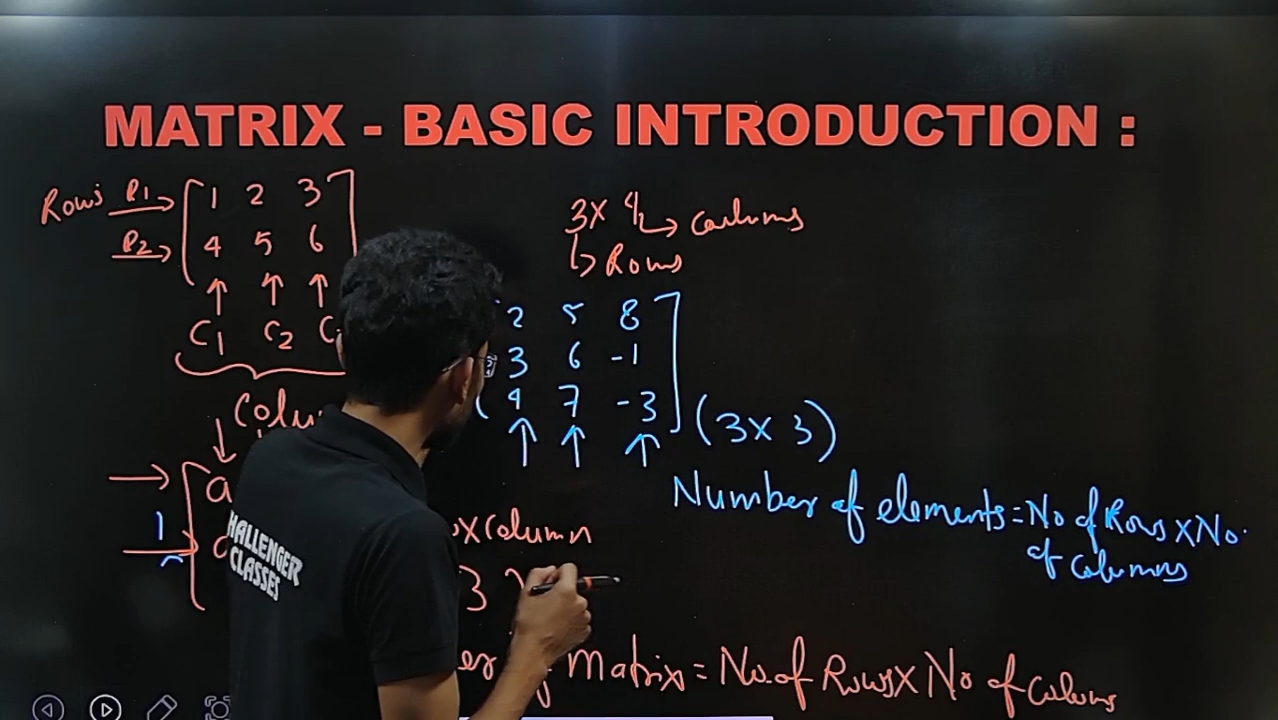 MATRIX - BASIC INTRODUCTION :
Rows R1 1 2 3
R2 4 5 6
C1 C2 C
3X columns
Rows
2 5 8
3 6 -1
4 7 -3
(3X 3)
Number of elements = No of Rows X No.
of columns
1
XColumn
3
HALLENGER
CLASSES
Matrix = No. of Rows X No of Colums